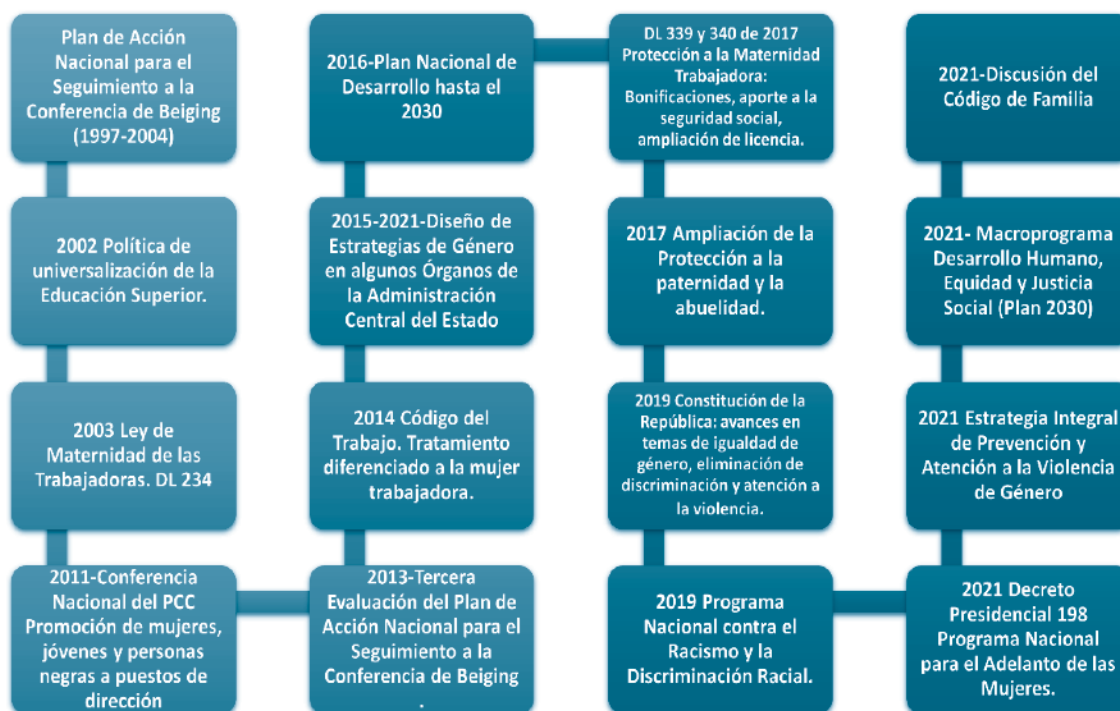 Plan de Acción
Nacional para el
Seguimiento a la
Conferencia de Beiging
(1997-2004)
2002 Política de
universalización de la
Educación Superior.
2003 Ley de
Maternidad de las
Trabajadoras. DL 234
2011-Conferencia
Nacional del PCC
Promoción de mujeres,
jóvenes y personas
negras a puestos de
dirección
2013-Tercera
Evaluación del Plan de
Acción Nacional para el
Seguimiento a la
Conferencia de Beiging
.
2014 Código del
Trabajo. Tratamiento
diferenciado a la mujer
trabajadora.
2015-2021-Diseño de
Estrategias de Género
en algunos Órganos de
la Administración
Central del Estado
2016-Plan Nacional de
Desarrollo hasta el
2030
DL 339 y 340 de 2017
Protección a la Maternidad
Trabajadora:
Bonificaciones, aporte a la
seguridad social,
ampliación de licencia.
2017 Ampliación de la
Protección a la
paternidad y la
abuelidad.
2019 Constitución de la
República: avances en
temas de igualdad de
género, eliminación de
discriminación y atención a
la violencia.
2019 Programa
Nacional contra el
Racismo y la
Discriminación Racial.
2021 Decreto
Presidencial 198
Programa Nacional
para el Adelanto de las
Mujeres.
2021 Estrategia Integral
de Prevención y
Atención a la Violencia
de Género
2021- Macroprograma
Desarrollo Humano,
Equidad y Justicia
Social (Plan 2030)
2021-Discusión del
Código de Familia